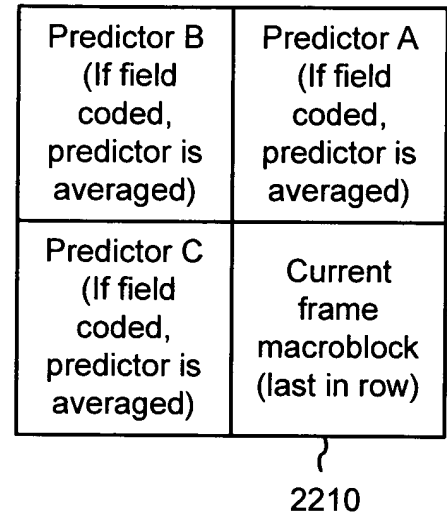 Predictor B
(If field
coded,
predictor is
averaged)
Predictor A
(If field
coded,
predictor is
averaged)
Predictor C
(If field
coded,
predictor is
averaged)
Current
frame
macroblock
(last in row)
2210